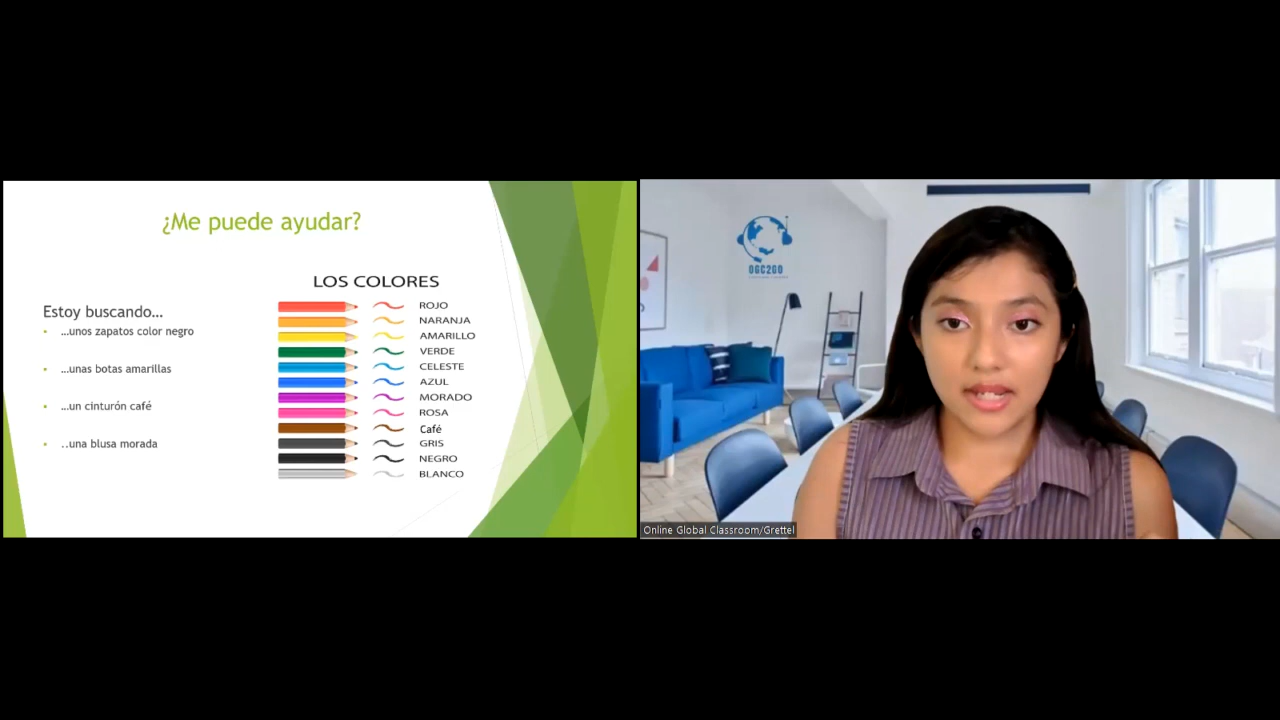 ¿Me puede ayudar?
LOS COLORES
Estoy buscando…
…unos zapatos color negro
…unas botas amarillas
…un cinturón café
..una blusa morada
ROJO
NARANJA
AMARILLO
VERDE
CELESTE
AZUL
MORADO
ROSA
Café
GRIS
NEGRO
BLANCO
OGC2GO
Online Global Classroom/Grettel